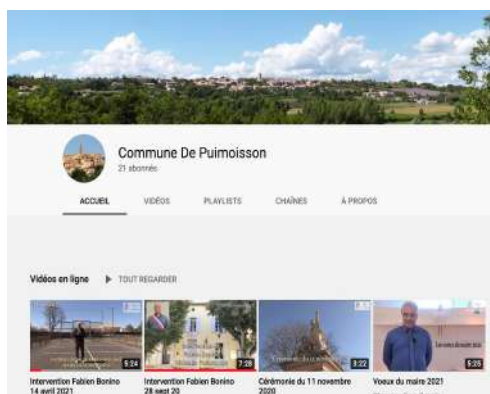 Commune De Puimoisson
21 abonnés
ACCUEIL VIDÉOS PLAYLISTS CHAÎNES À PROPOS
Vidéos en ligne TOUT REGARDER
5:24 7:28 3:22 5:25
Intervention Fabien Bonino
14 avril 2021
Intervention Fabien Bonino
28 sept 20
Cérémonie du 11 novembre
2020
Voeux du maire 2021